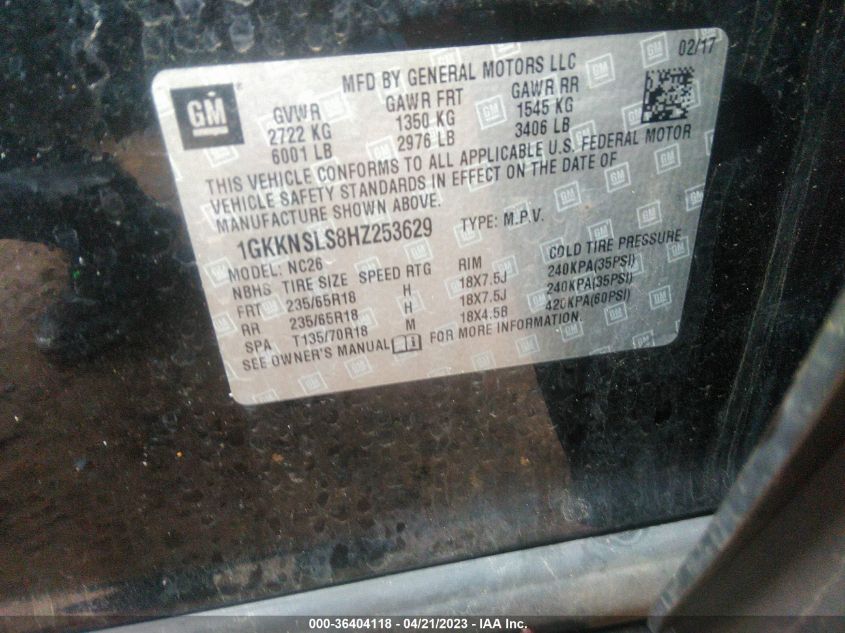 02/17
MFD BY GENERAL MOTORS LLC
GM
GVWR GAWR FRT GAWR RR
2722 KG 1350 KG 1545 KG
6001 LB 2976 LB 3406 LB
THIS VEHICLE CONFORMS TO ALL APPLICABLE U.S. FEDERAL MOTOR
VEHICLE SAFETY STANDARDS IN EFFECT ON THE DATE OF
MANUFACTURE SHOWN ABOVE.
1GKKNSLS8HZ253629 TYPE: M.P.V.
MODEL: NC26
NBHS TIRE SIZE SPEED RTG RIM COLD TIRE PRESSURE
FRT 235/65R18 H 18X7.5J 240KPA(35PSI)
RR 235/65R18 H 18X7.5J 240KPA(35PSI)
SPA T135/70R18 M 18X4.5B 420KPA(60PSI)
SEE OWNER'S MANUAL FOR MORE INFORMATION.
000-36404118 - 04/21/2023 - IAA Inc.